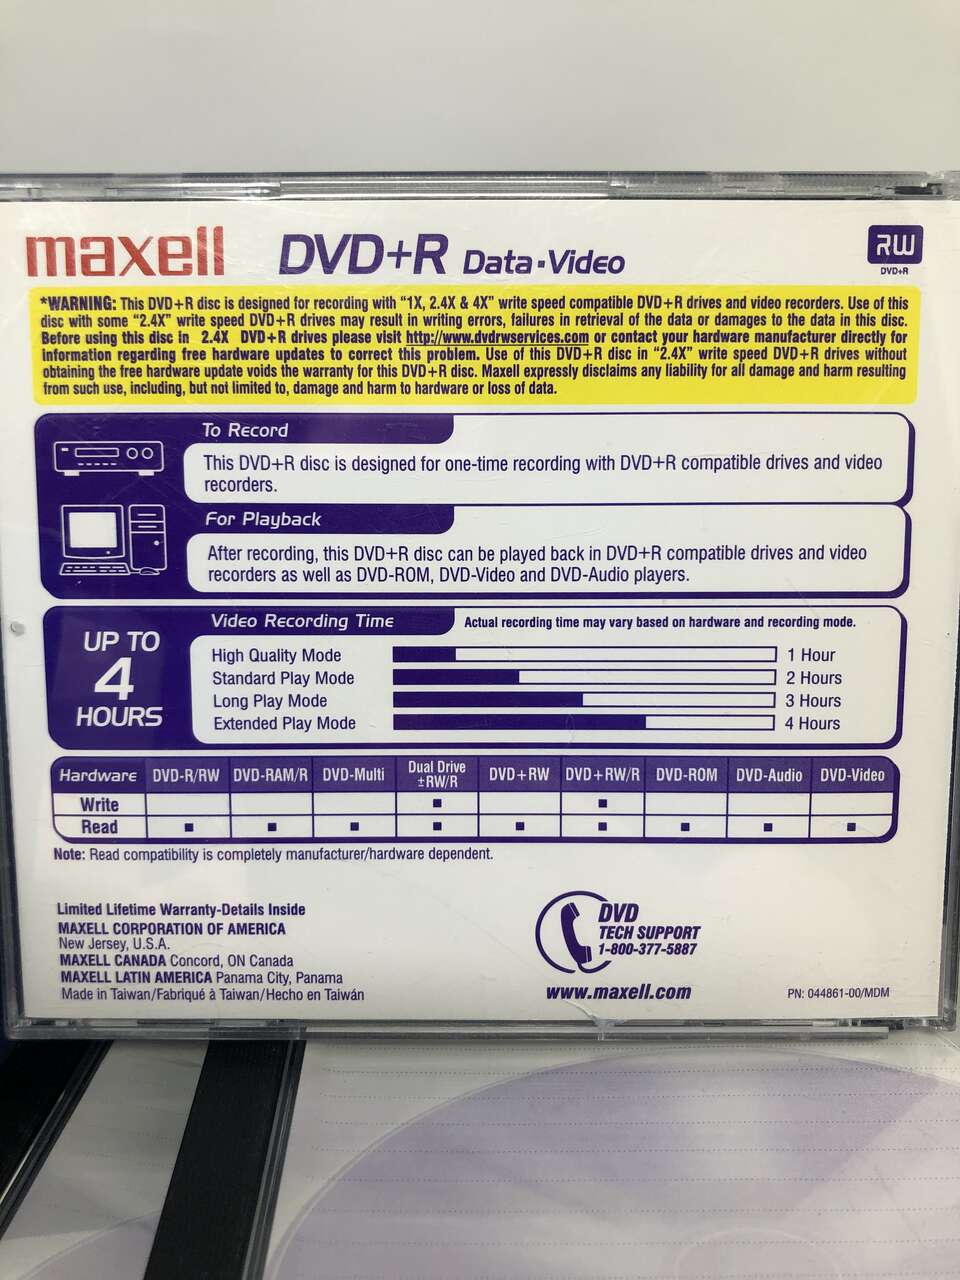 maxell DVD+R Data•Video RW
DVD+R
*WARNING: This DVD+R disc is designed for recording with “1X, 2.4X & 4X” write speed compatible DVD+R drives and video recorders. Use of this
disc with some “2.4X” write speed DVD+R drives may result in writing errors, failures in retrieval of the data or damages to the data in this disc.
Before using this disc in 2.4X DVD+R drives please visit http://www.dvdrwservices.com or contact your hardware manufacturer directly for
information regarding free hardware updates to correct this problem. Use of this DVD+R disc in “2.4X” write speed DVD+R drives without
obtaining the free hardware update voids the warranty for this DVD+R disc. Maxell expressly disclaims any liability for all damage and harm resulting
from such use, including, but not limited to, damage and harm to hardware or loss of data.
To Record
This DVD+R disc is designed for one-time recording with DVD+R compatible drives and video
recorders.
For Playback
After recording, this DVD+R disc can be played back in DVD+R compatible drives and video
recorders as well as DVD-ROM, DVD-Video and DVD-Audio players.
UP TO
4
HOURS
Video Recording Time Actual recording time may vary based on hardware and recording mode.
High Quality Mode 1 Hour
Standard Play Mode 2 Hours
Long Play Mode 3 Hours
Extended Play Mode 4 Hours
Hardware DVD-R/RW DVD-RAM/R DVD-Multi Dual Drive ±RW/R DVD+RW DVD+RW/R DVD-ROM DVD-Audio DVD-Video
Write ▪ ▪
Read ▪ ▪ ▪ ▪ ▪ ▪ ▪ ▪ ▪
Note: Read compatibility is completely manufacturer/hardware dependent.
Limited Lifetime Warranty-Details Inside
MAXELL CORPORATION OF AMERICA
New Jersey, U.S.A.
MAXELL CANADA Concord, ON Canada
MAXELL LATIN AMERICA Panama City, Panama
Made in Taiwan/Fabriqué à Taiwan/Hecho en Taiwán
DVD
TECH SUPPORT
1-800-377-5887
www.maxell.com
PN: 044861-00/MDM